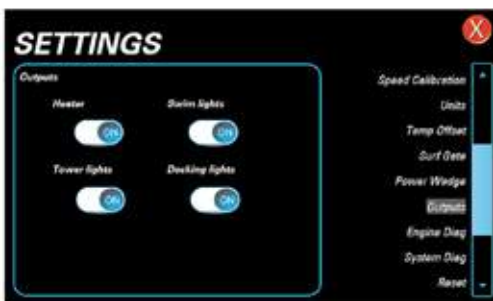 SETTINGS
X
Outputs
Heater
Swim lights
ON
ON
Tower lights
Docking lights
ON
ON
Speed Calibration
Units
Temp Offset
Surf Gate
Power Wedge
Outputs
Engine Diag
System Diag
Reset